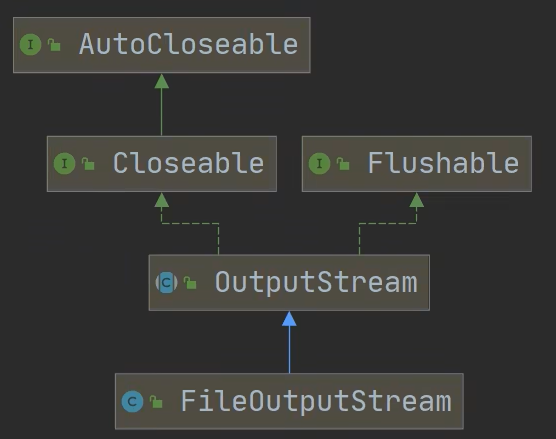 I AutoCloseable
I Closeable
I Flushable
C OutputStream
C FileOutputStream